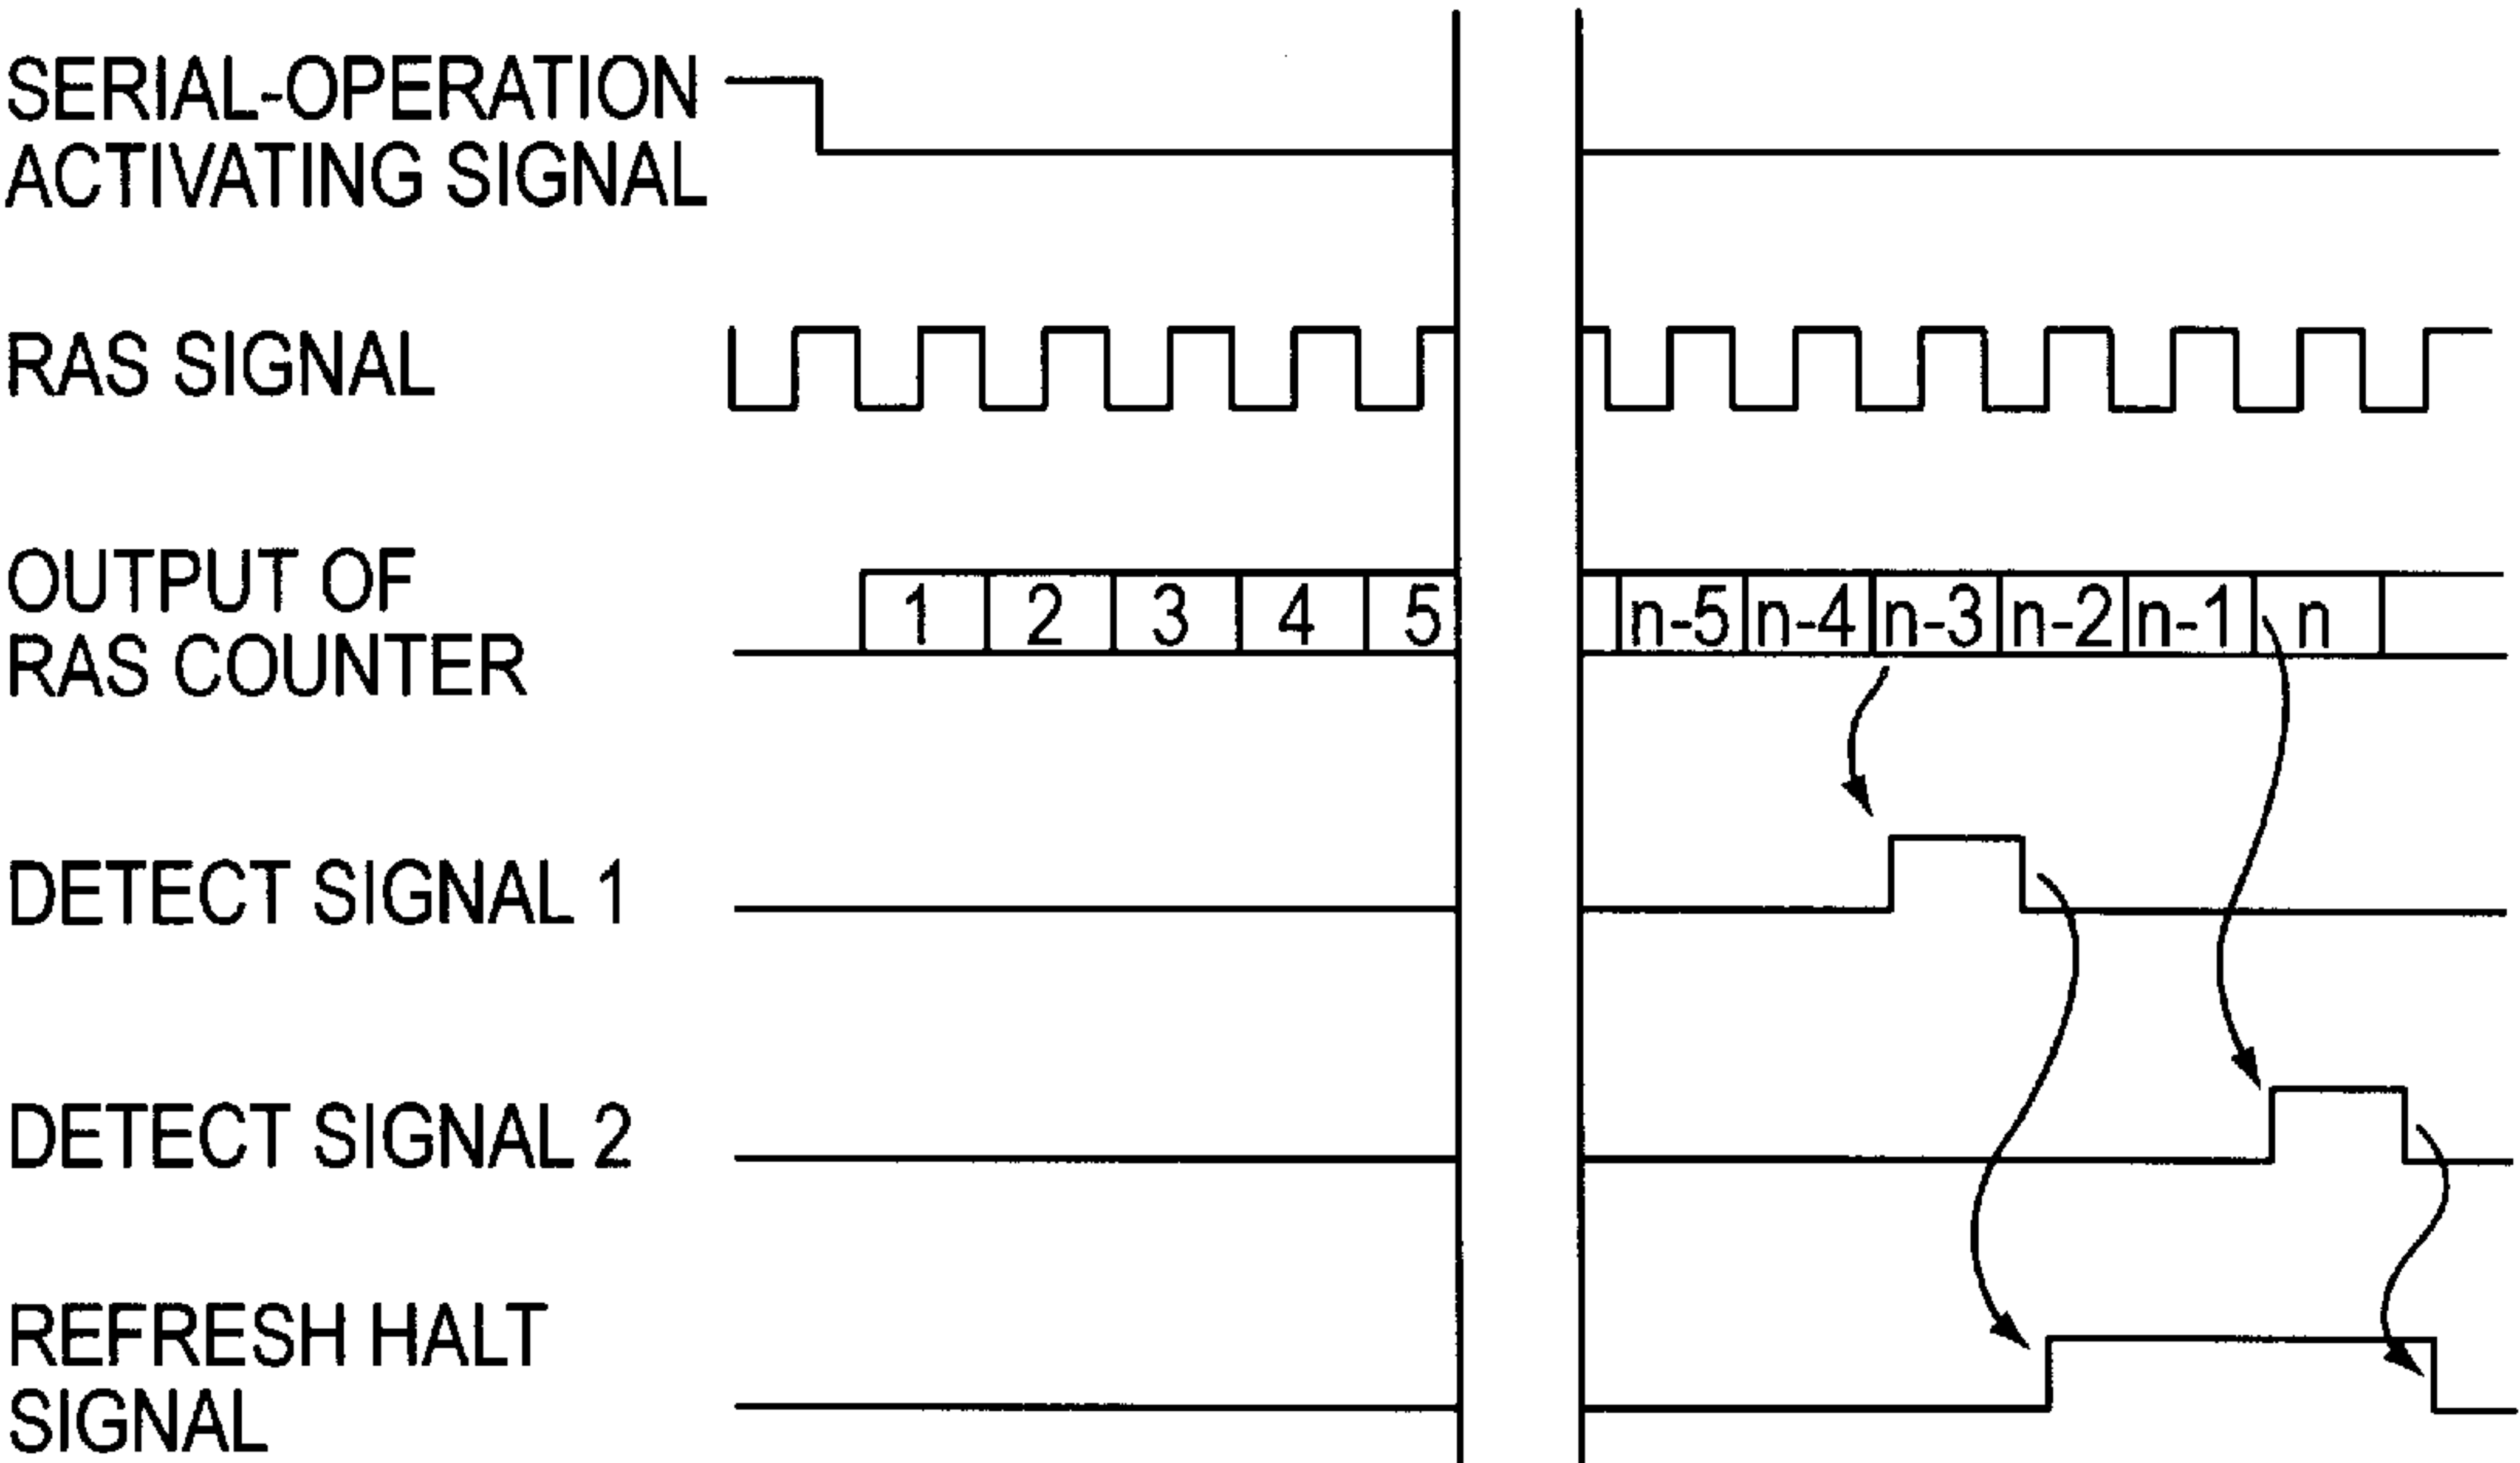 SERIAL-OPERATION
ACTIVATING SIGNAL
RAS SIGNAL
OUTPUT OF
RAS COUNTER
1 2 3 4 5 n-5 n-4 n-3 n-2 n-1 n
DETECT SIGNAL 1
DETECT SIGNAL 2
REFRESH HALT
SIGNAL